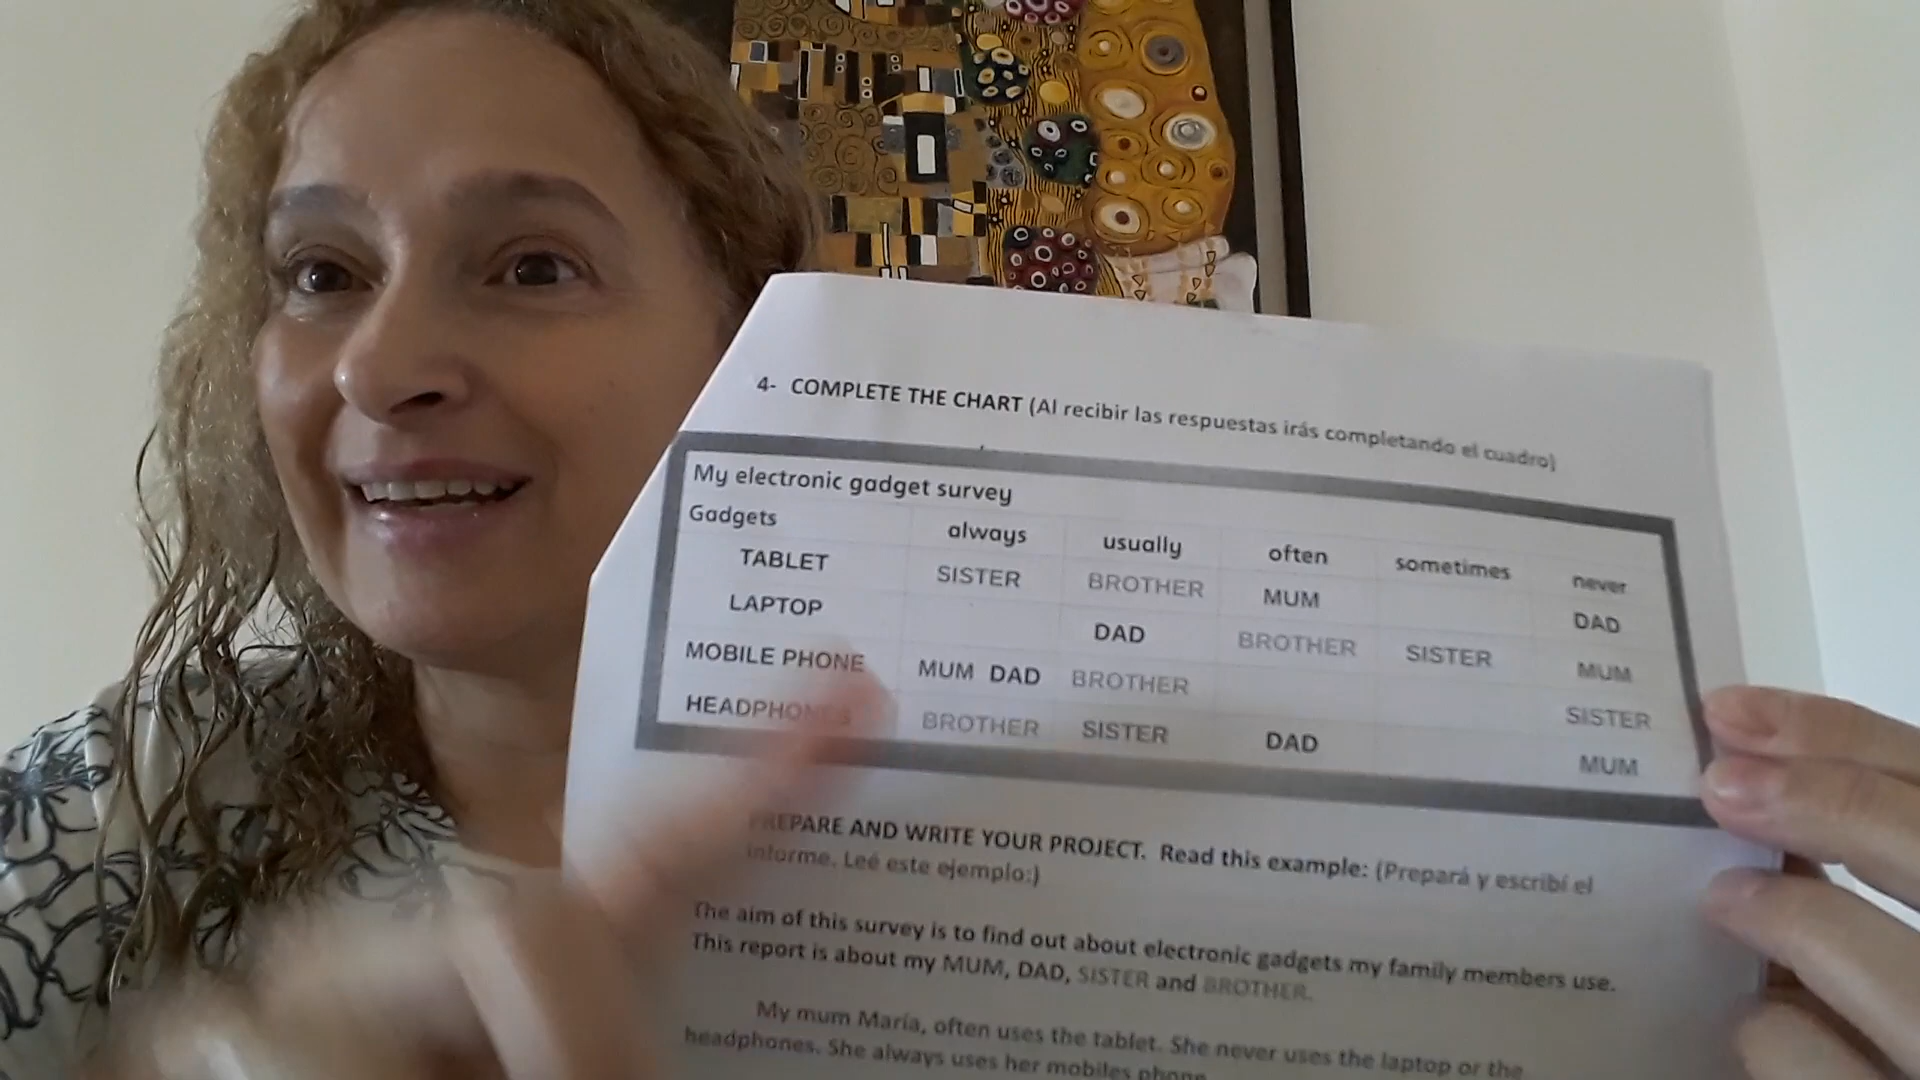 4- COMPLETE THE CHART (Al recibir las respuestas irás completando el cuadro)
My electronic gadget survey
Gadgets always usually often sometimes never
TABLET SISTER BROTHER MUM DAD
LAPTOP DAD BROTHER SISTER MUM
MOBILE PHONE MUM DAD BROTHER SISTER
HEADPHONES BROTHER SISTER DAD MUM
PREPARE AND WRITE YOUR PROJECT. Read this example: (Prepará y escribí el
informe. Leé este ejemplo:)
The aim of this survey is to find out about electronic gadgets my family members use.
This report is about my MUM, DAD, SISTER and BROTHER.
My mum María, often uses the tablet. She never uses the laptop or the
headphones. She always uses her mobiles phone